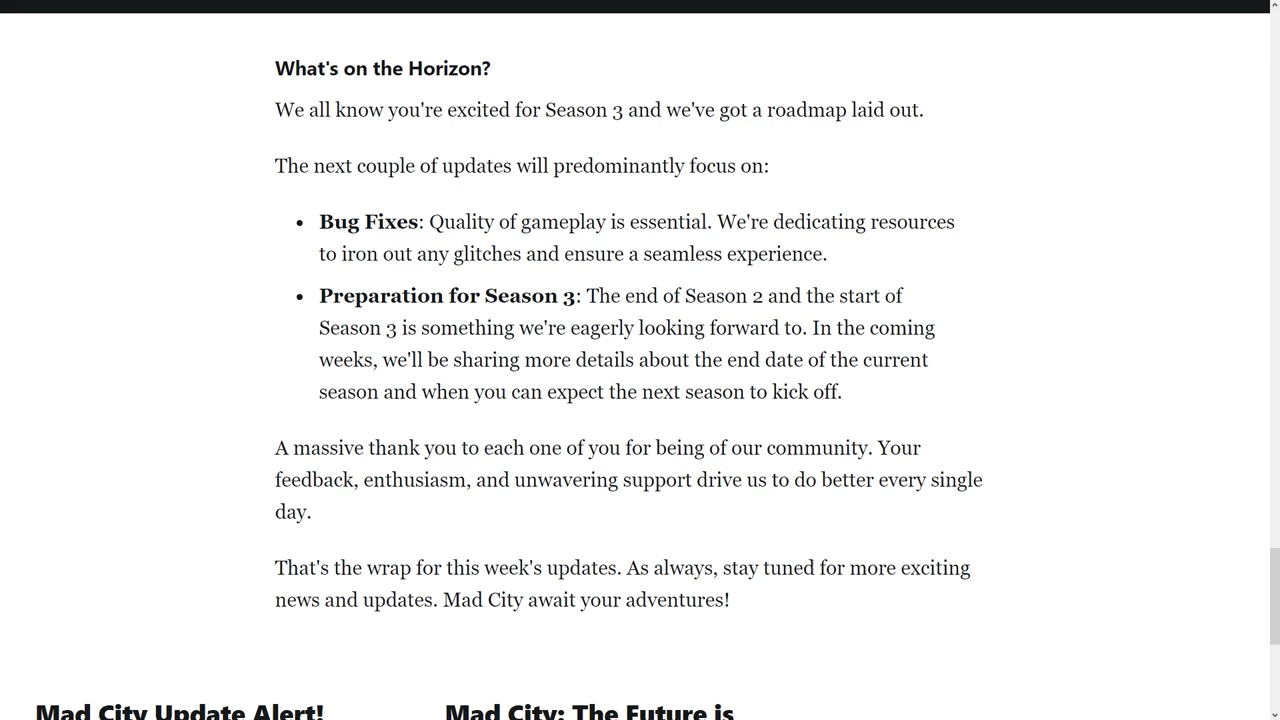 What's on the Horizon?
We all know you're excited for Season 3 and we've got a roadmap laid out.
The next couple of updates will predominantly focus on:
• Bug Fixes: Quality of gameplay is essential. We're dedicating resources
to iron out any glitches and ensure a seamless experience.
• Preparation for Season 3: The end of Season 2 and the start of
Season 3 is something we're eagerly looking forward to. In the coming
weeks, we'll be sharing more details about the end date of the current
season and when you can expect the next season to kick off.
A massive thank you to each one of you for being of our community. Your
feedback, enthusiasm, and unwavering support drive us to do better every single
day.
That's the wrap for this week's updates. As always, stay tuned for more exciting
news and updates. Mad City await your adventures!
Mad City Update Alert!
Mad City: The Future is